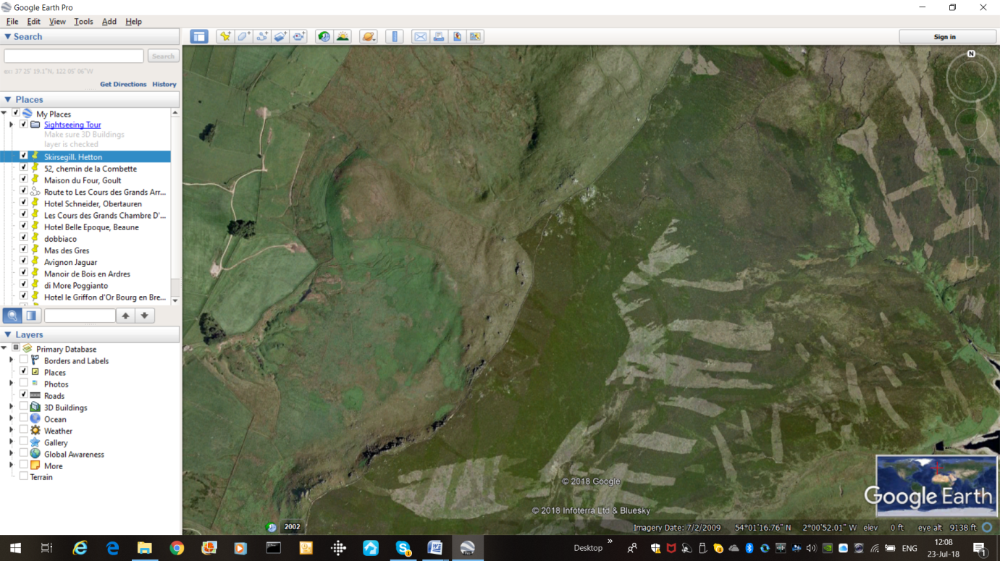 Google Earth Pro
File Edit View Tools Add Help
Search
Sign in
Search
ex: 37 25' 19.1"N, 122 05' 06"W
Get Directions History
Places
My Places
Sightseeing Tour
Make sure 3D Buildings
layer is checked
Skirsegill. Hetton
52, chemin de la Combette
Maison du Four, Goult
Route to Les Cours des Grands Arr...
Hotel Schneider, Obertauren
Les Cours des Grands Chambre D'...
Hotel Belle Epoque, Beaune
dobbiaco
Mas des Gres
Avignon Jaguar
Manoir de Bois en Ardres
di More Poggianto
Hotel le Griffon d'Or Bourg en Bre...
Layers
Primary Database
Borders and Labels
Places
Photos
Roads
3D Buildings
Ocean
Weather
Gallery
Global Awareness
More
Terrain
N
© 2018 Google
© 2018 Infoterra Ltd & Bluesky
Google Earth
2002
Imagery Date: 7/2/2009 54°01'16.76" N 2°00'52.01" W elev 0 ft eye alt 9138 ft
Desktop
ENG
12:08
23-Jul-18